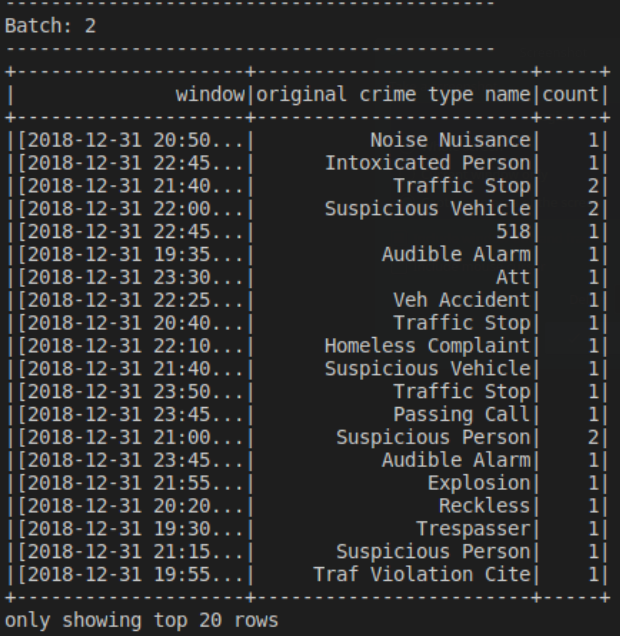 -------------------------------------------
Batch: 2
-------------------------------------------
+--------------------+------------------------+-----+
|              window|original crime type name|count|
+--------------------+------------------------+-----+
|[2018-12-31 20:50...|          Noise Nuisance|    1|
|[2018-12-31 22:45...|      Intoxicated Person|    1|
|[2018-12-31 21:40...|            Traffic Stop|    2|
|[2018-12-31 22:00...|      Suspicious Vehicle|    2|
|[2018-12-31 22:45...|                     518|    1|
|[2018-12-31 19:35...|           Audible Alarm|    1|
|[2018-12-31 23:30...|                     Att|    1|
|[2018-12-31 22:25...|            Veh Accident|    1|
|[2018-12-31 20:40...|            Traffic Stop|    1|
|[2018-12-31 22:10...|      Homeless Complaint|    1|
|[2018-12-31 21:40...|      Suspicious Vehicle|    1|
|[2018-12-31 23:50...|            Traffic Stop|    1|
|[2018-12-31 23:45...|            Passing Call|    1|
|[2018-12-31 21:00...|       Suspicious Person|    2|
|[2018-12-31 23:45...|           Audible Alarm|    1|
|[2018-12-31 21:55...|               Explosion|    1|
|[2018-12-31 20:20...|                Reckless|    1|
|[2018-12-31 19:30...|              Trespasser|    1|
|[2018-12-31 21:15...|       Suspicious Person|    1|
|[2018-12-31 19:55...|     Traf Violation Cite|    1|
+--------------------+------------------------+-----+
only showing top 20 rows